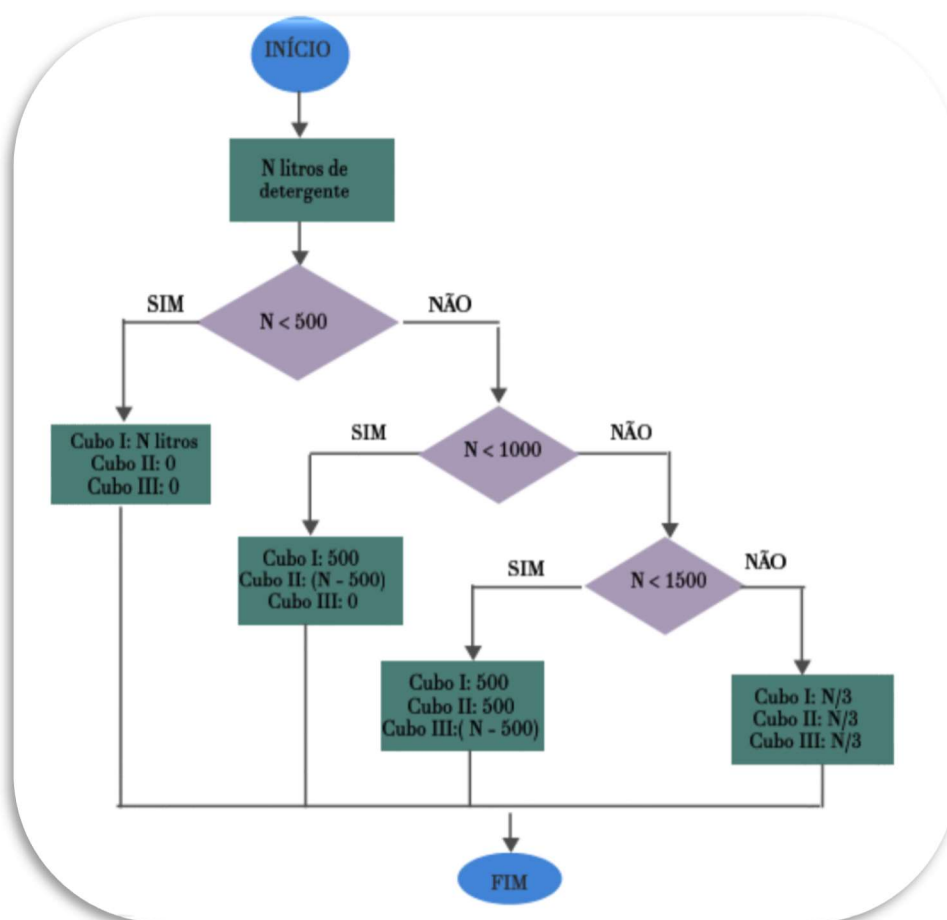 INÍCIO
N litros de
detergente
SIM
N < 500
NÃO
Cubo I: N litros
Cubo II: 0
Cubo III: 0
SIM
N < 1000
NÃO
Cubo I: 500
Cubo II: (N - 500)
Cubo III: 0
SIM
N < 1500
NÃO
Cubo I: 500
Cubo II: 500
Cubo III:( N - 500)
Cubo I: N/3
Cubo II: N/3
Cubo III: N/3
FIM